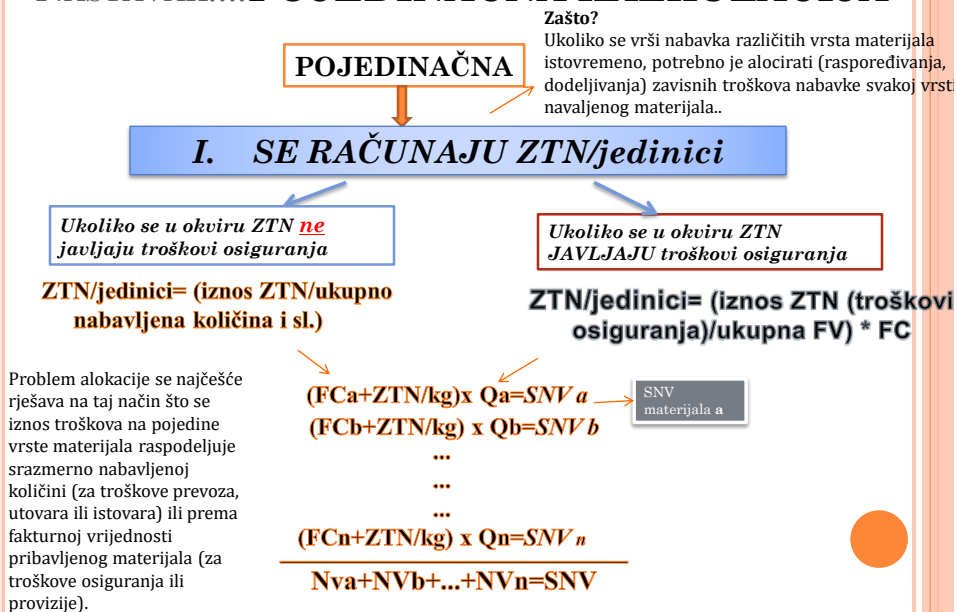 POJEDINAČNA
Zašto?
Ukoliko se vrši nabavka različitih vrsta materijala
istovremeno, potrebno je alocirati (raspoređivanja,
dodeljivanja) zavisnih troškova nabavke svakoj vrsti
navaljenog materijala..
I. SE RAČUNAJU ZTN/jedinici
Ukoliko se u okviru ZTN ne
javljaju troškovi osiguranja
ZTN/jedinici= (iznos ZTN/ukupno
nabavljena količina i sl.)
Ukoliko se u okviru ZTN
JAVLJAJU troškovi osiguranja
ZTN/jedinici= (iznos ZTN (troškovi
osiguranja)/ukupna FV) * FC
Problem alokacije se najčešće
rješava na taj način što se
iznos troškova na pojedine
vrste materijala raspodeljuje
srazmerno nabavljenoj
količini (za troškove prevoza,
utovara ili istovara) ili prema
fakturnoj vrijednosti
pribavljenog materijala (za
troškove osiguranja ili
provizije).
(FCa+ZTN/kg)x Qa=SNV a
(FCb+ZTN/kg) x Qb=SNV b
...
...
...
(FCn+ZTN/kg) x Qn=SNV n
Nva+NVb+...+NVn=SNV
SNV
materijala a